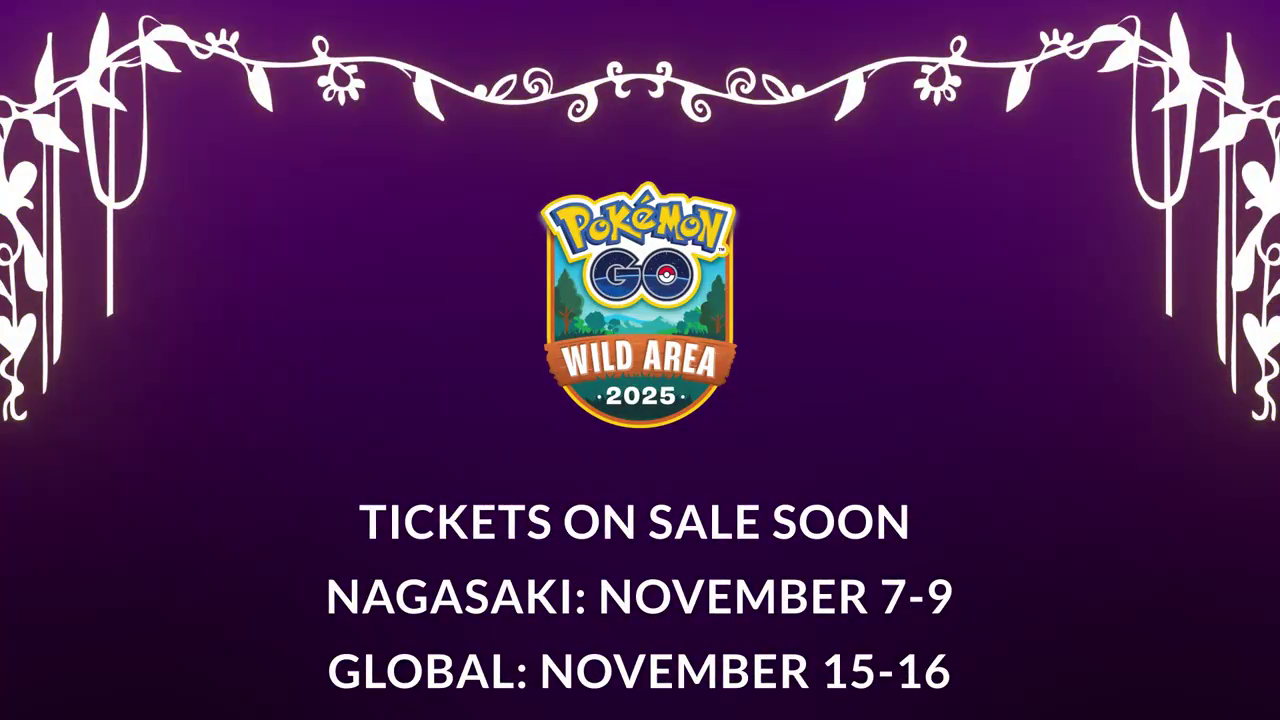 POKéMON
GO
WILD AREA
·2025·
TICKETS ON SALE SOON
NAGASAKI: NOVEMBER 7-9
GLOBAL: NOVEMBER 15-16